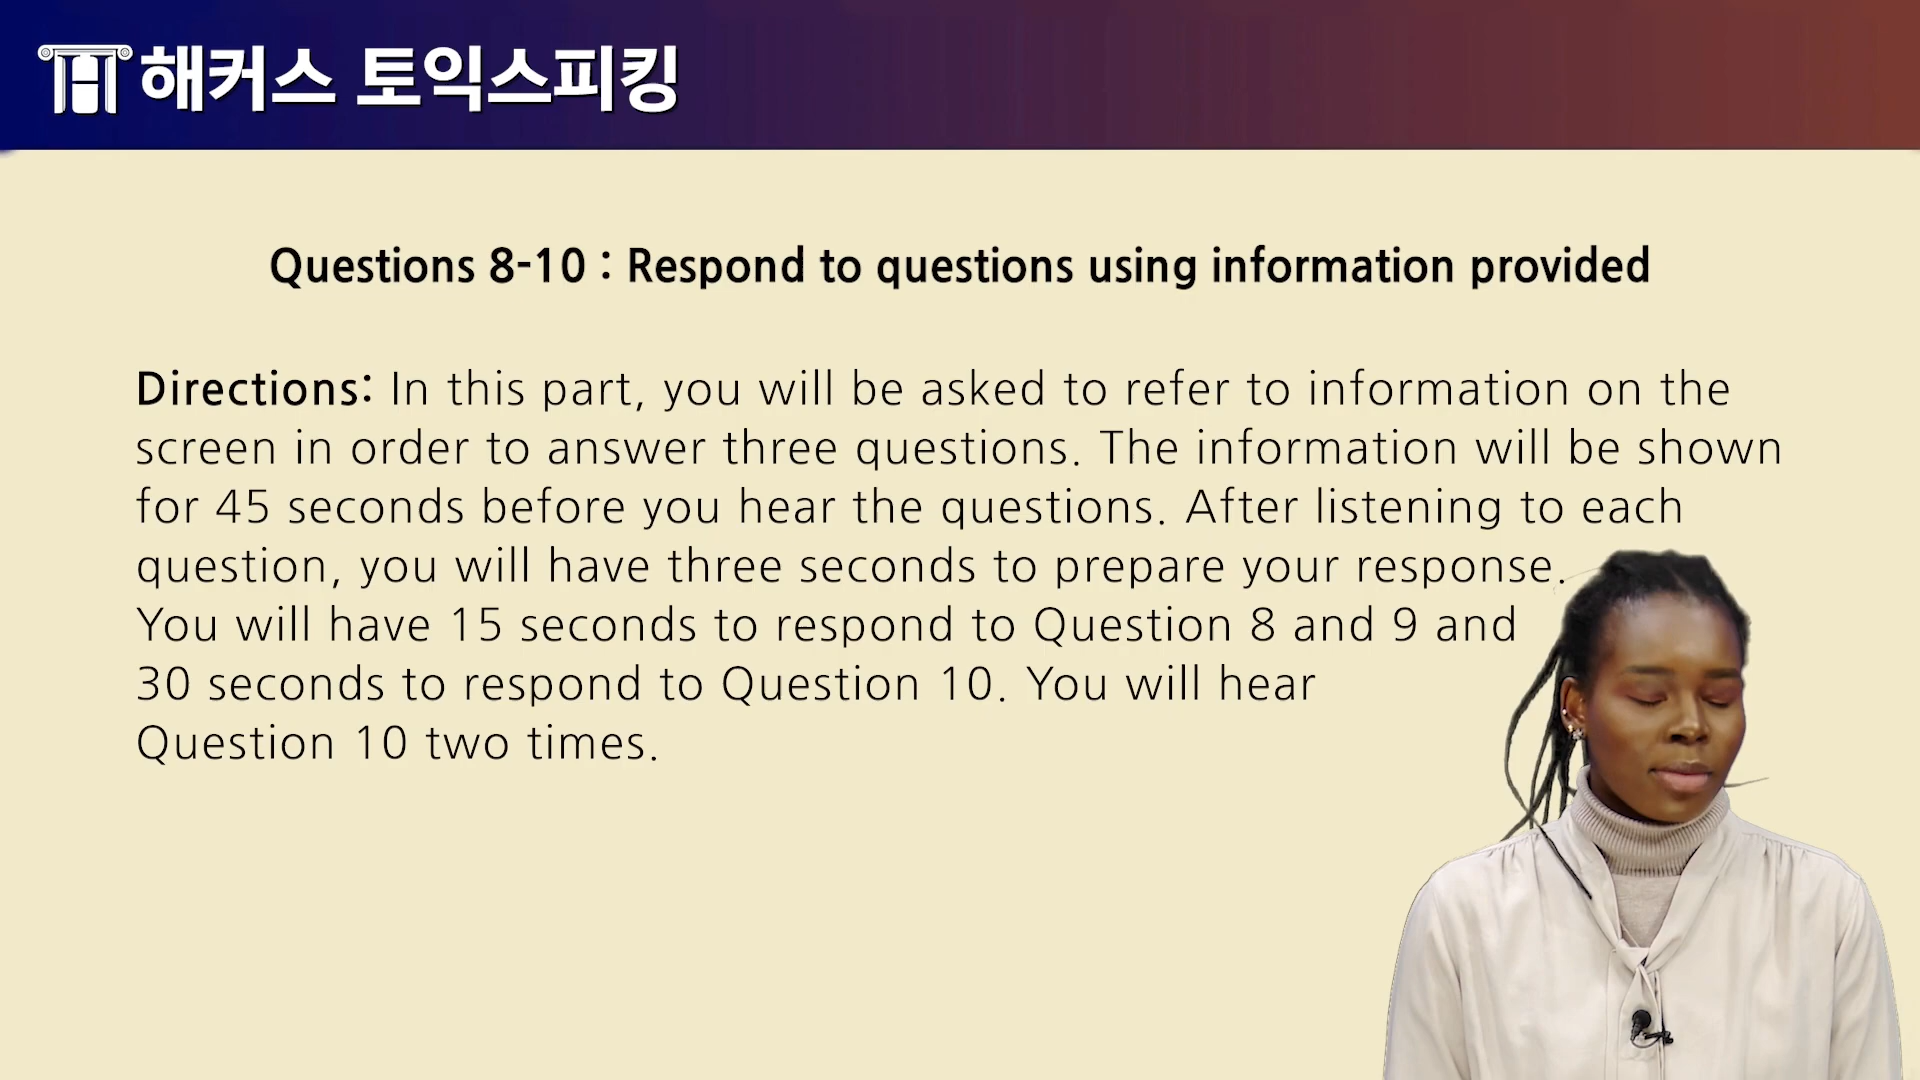 해커스 토익스피킹
Questions 8-10 : Respond to questions using information provided
Directions: In this part, you will be asked to refer to information on the
screen in order to answer three questions. The information will be shown
for 45 seconds before you hear the questions. After listening to each
question, you will have three seconds to prepare your response.
You will have 15 seconds to respond to Question 8 and 9 and
30 seconds to respond to Question 10. You will hear
Question 10 two times.